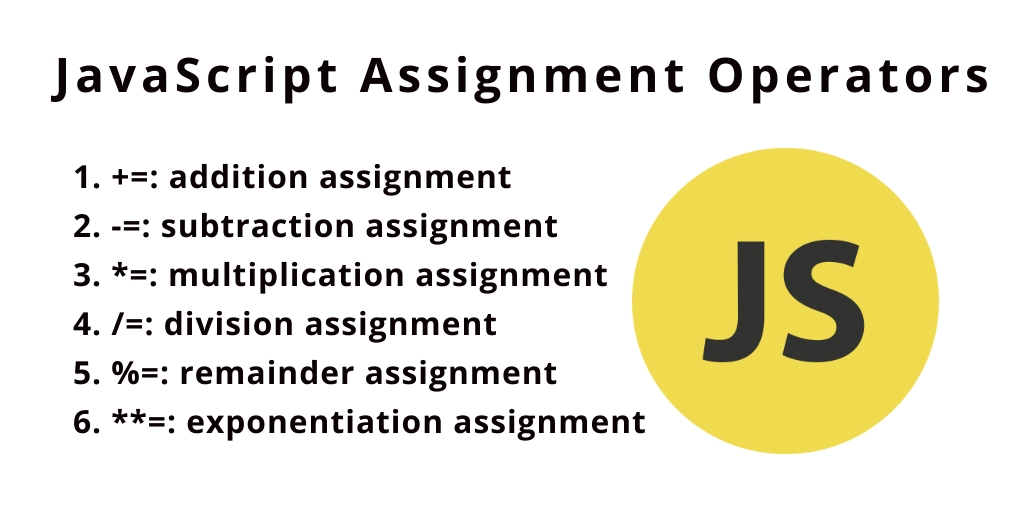 JavaScript Assignment Operators
1. +=: addition assignment
2. -=: subtraction assignment
3. *=: multiplication assignment
4. /=: division assignment
5. %=: remainder assignment
6. **=: exponentiation assignment
JS